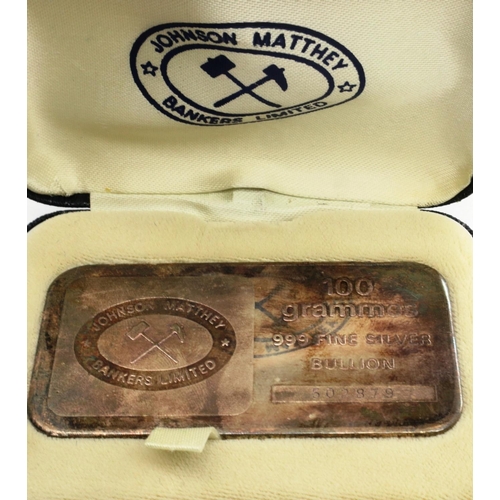 JOHNSON MATTHEY
BANKERS LIMITED
JOHNSON MATTHEY
BANKERS LIMITED
100
grammes
999 FINE SILVER
BULLION